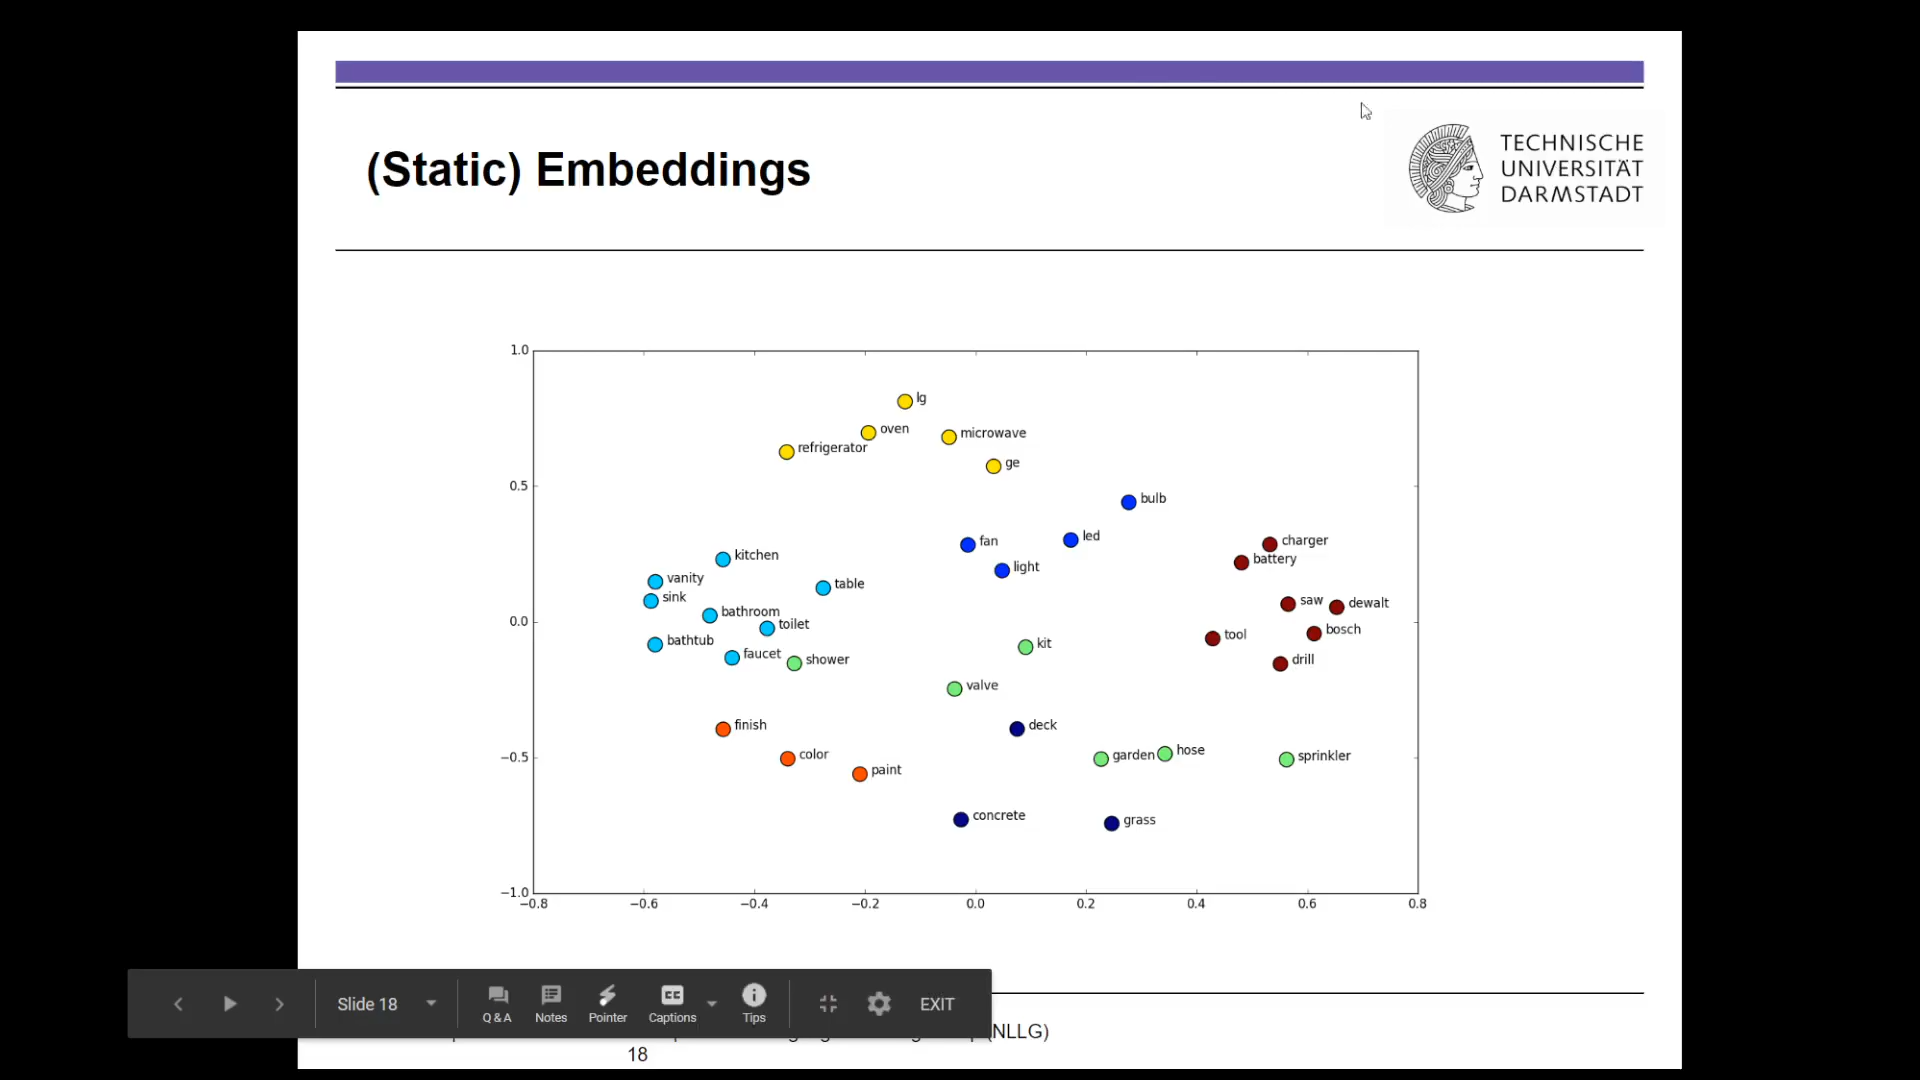 (Static) Embeddings
TECHNISCHE
UNIVERSITÄT
DARMSTADT
1.0
0.5
0.0
−0.5
−1.0
−0.8
−0.6
−0.4
−0.2
0.0
0.2
0.4
0.6
0.8
lg
oven
microwave
refrigerator
ge
bulb
led
fan
light
charger
battery
kitchen
vanity
sink
table
bathroom
toilet
bathtub
faucet
shower
saw
dewalt
bosch
tool
drill
kit
valve
finish
color
paint
deck
garden
hose
sprinkler
concrete
grass
Slide 18
Q & A
Notes
Pointer
CC
Captions
Tips
EXIT
(NLLG)
18